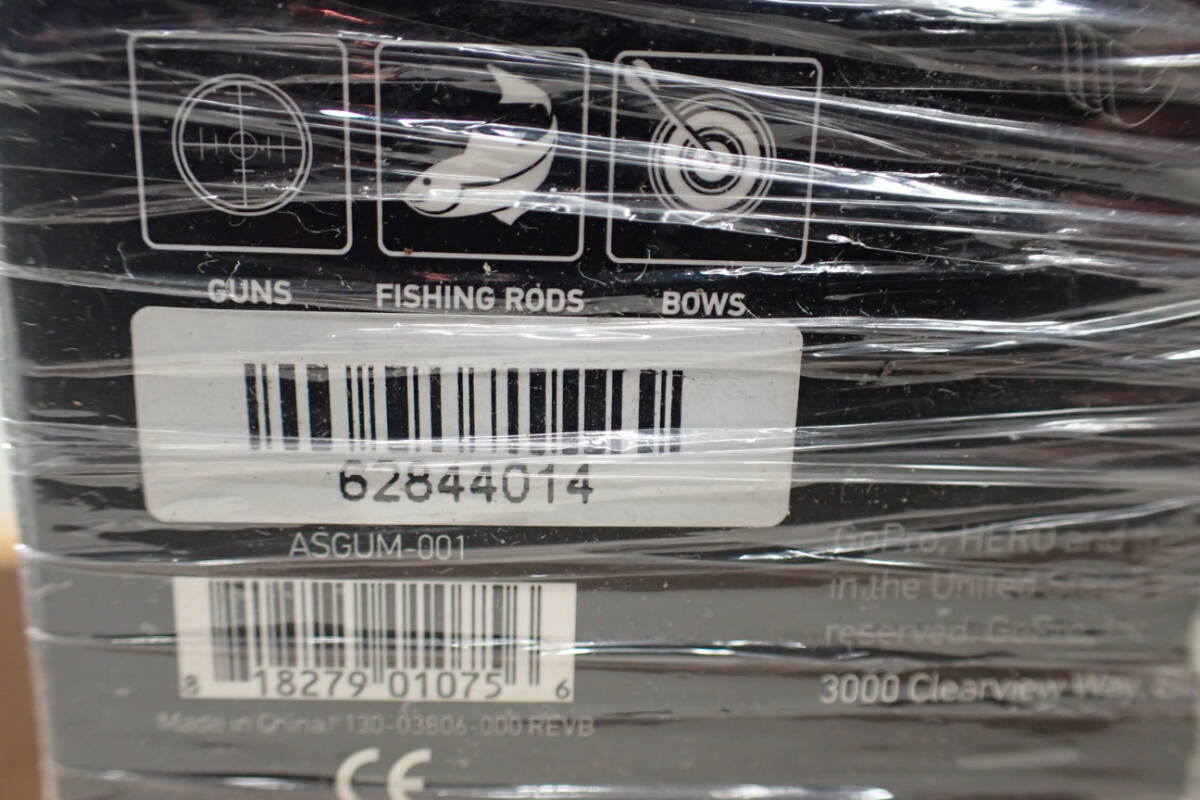 GUNS
FISHING RODS
BOWS
62844014
ASGUM-001
8 18279 01075 6
Made in China / 130-03806-000 REVB
CE
GoPro, HERO and
in the United
reserved. GoPro,
3000 Clearview Way,